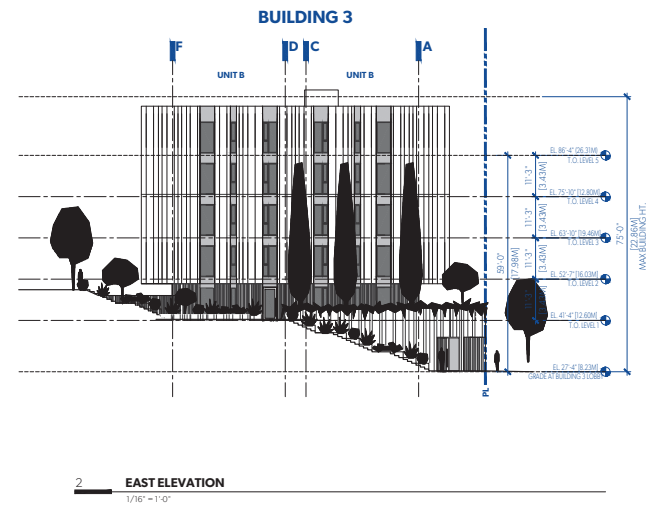 BUILDING 3
F
D
C
A
UNIT B
UNIT B
EL 86'-4" [26.31M]
T.O. LEVEL 5
11'-3"
[3.43M]
EL 75'-10" [12.80M]
T.O. LEVEL 4
11'-3"
[3.43M]
EL 63'-10" [19.46M]
T.O. LEVEL 3
11'-3"
[3.43M]
59'-0"
[17.98M]
75'-0"
[22.86M]
MAX BUILDING HT.
EL 52'-7" [16.03M]
T.O. LEVEL 2
EL 41'-4" [12.60M]
T.O. LEVEL 1
EL 27'-4" [8.23M]
GRADE AT BUILDING 3 LOBBY
PL
2
EAST ELEVATION
1/16" = 1'-0"